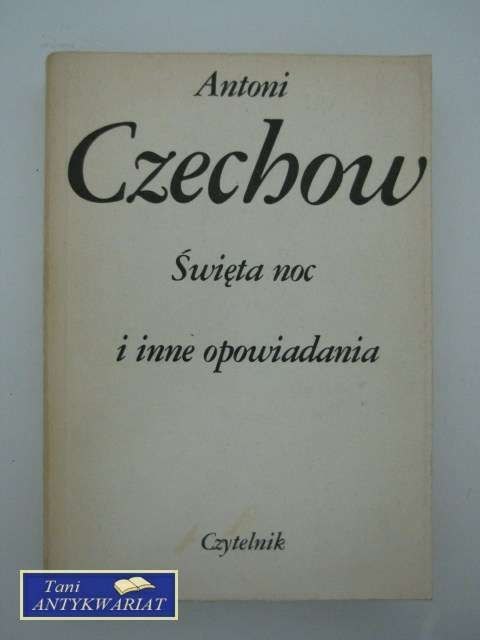 Antoni
Czechow
Święta noc
i inne opowiadania
Czytelnik
Tani
ANTYKWARIAT